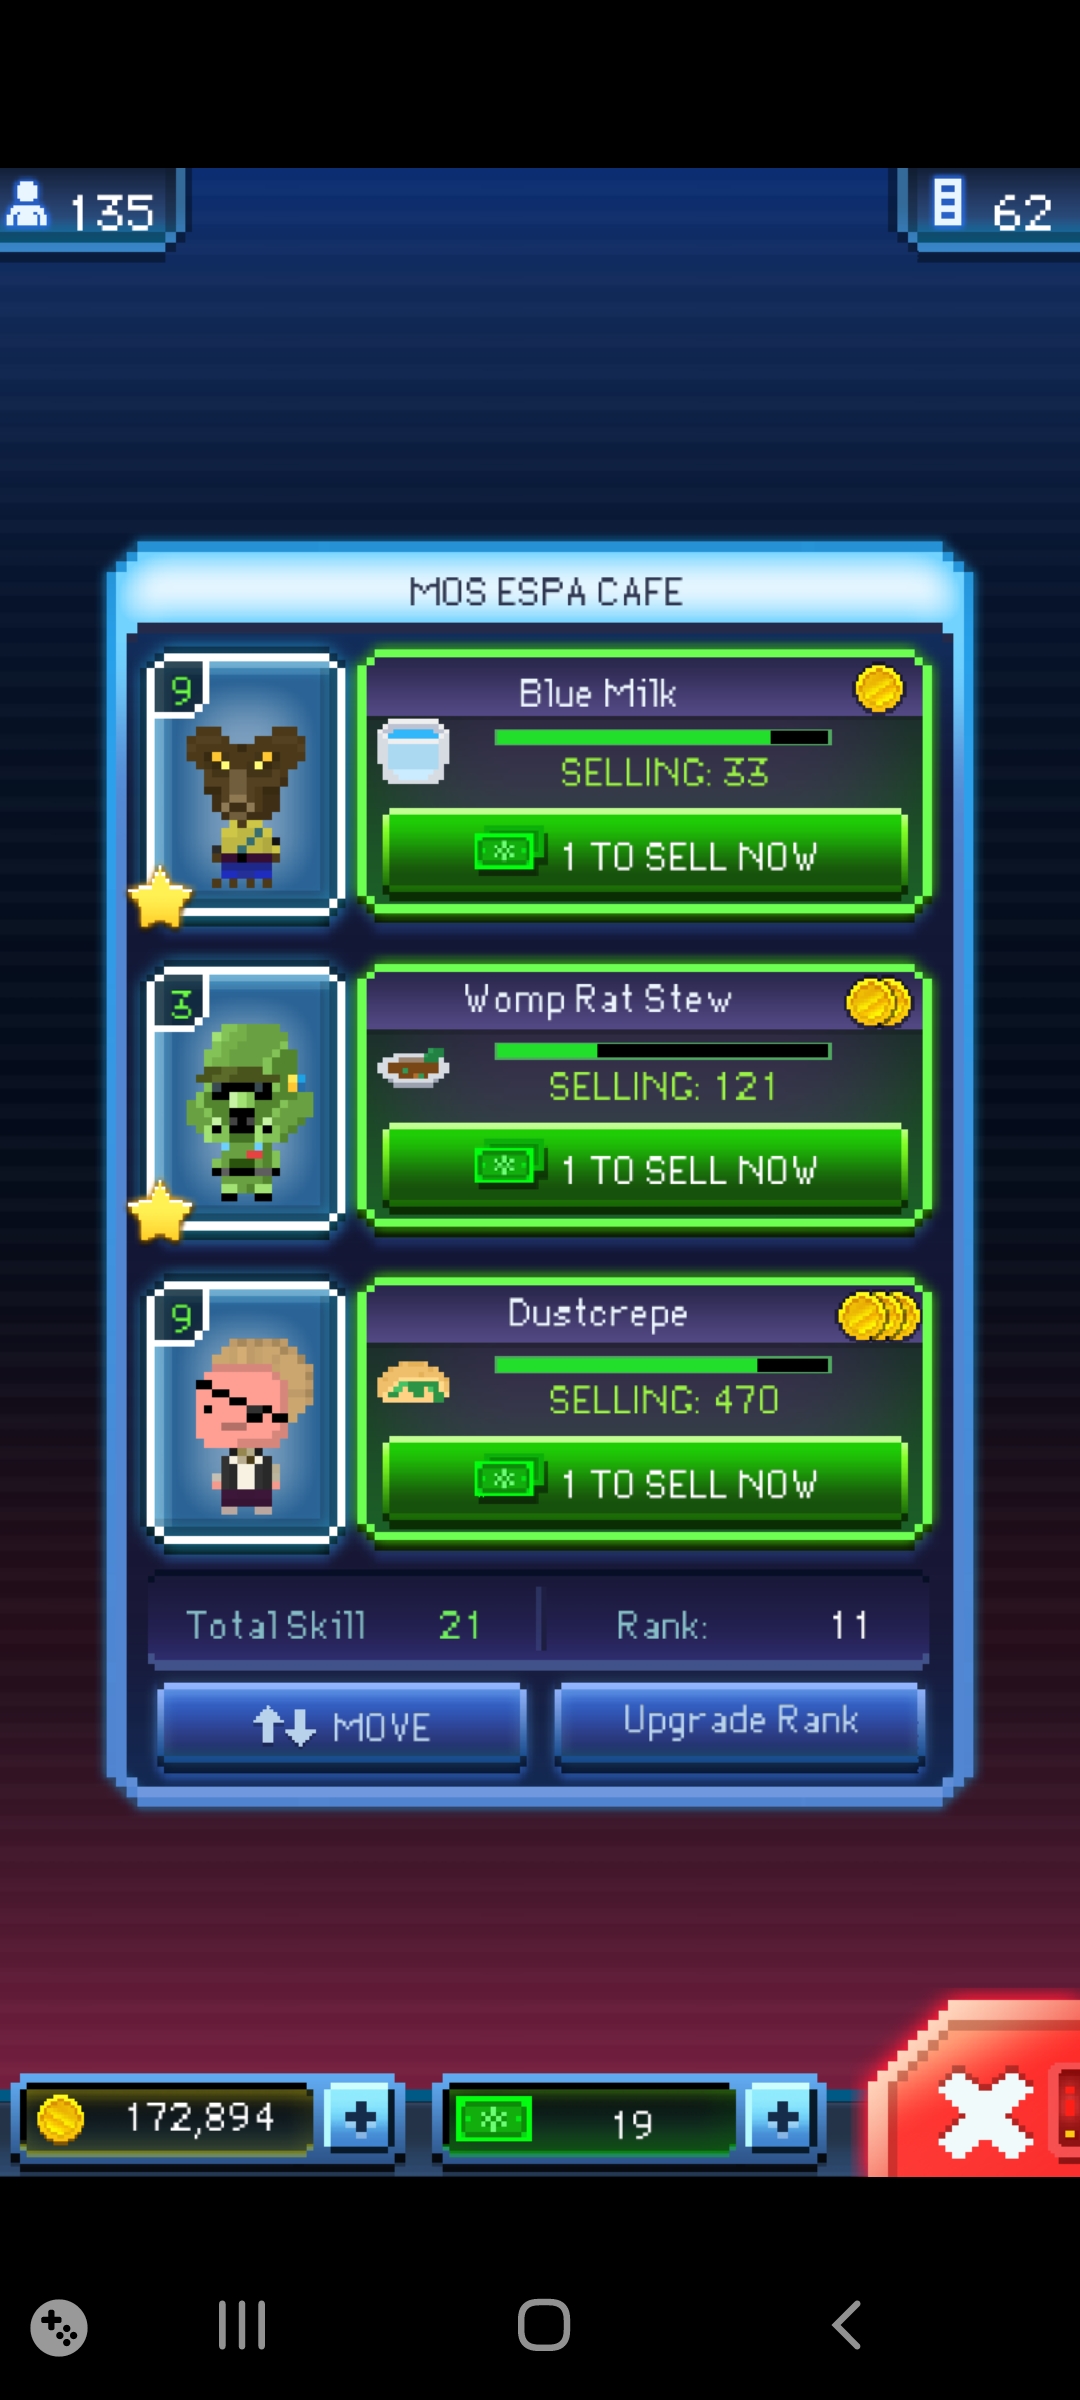 135
62
MOS ESPA CAFE
9
Blue Milk
SELLING: 33
1 TO SELL NOW
3
Womp Rat Stew
SELLING: 121
1 TO SELL NOW
9
Dustcrepe
SELLING: 470
1 TO SELL NOW
Total Skill 21
Rank: 11
MOVE
Upgrade Rank
172,894
19